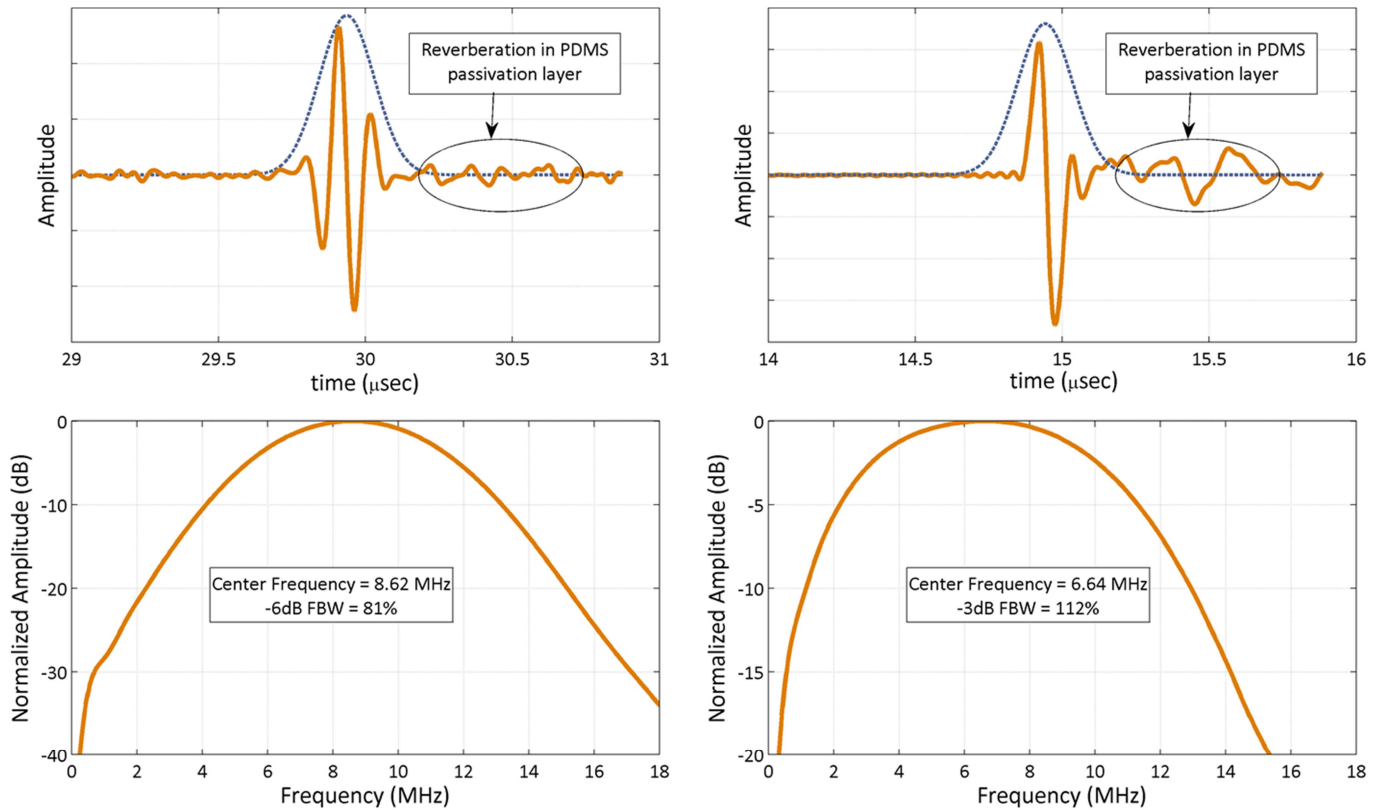 Reverberation in PDMS
passivation layer
Amplitude
29
29.5
30
30.5
31
time (μsec)
Reverberation in PDMS
passivation layer
Amplitude
14
14.5
15
15.5
16
time (μsec)
0
-10
-20
-30
-40
Normalized Amplitude (dB)
Center Frequency = 8.62 MHz
-6dB FBW = 81%
0
2
4
6
8
10
12
14
16
18
Frequency (MHz)
0
-5
-10
-15
-20
Normalized Amplitude (dB)
Center Frequency = 6.64 MHz
-3dB FBW = 112%
0
2
4
6
8
10
12
14
16
18
Frequency (MHz)